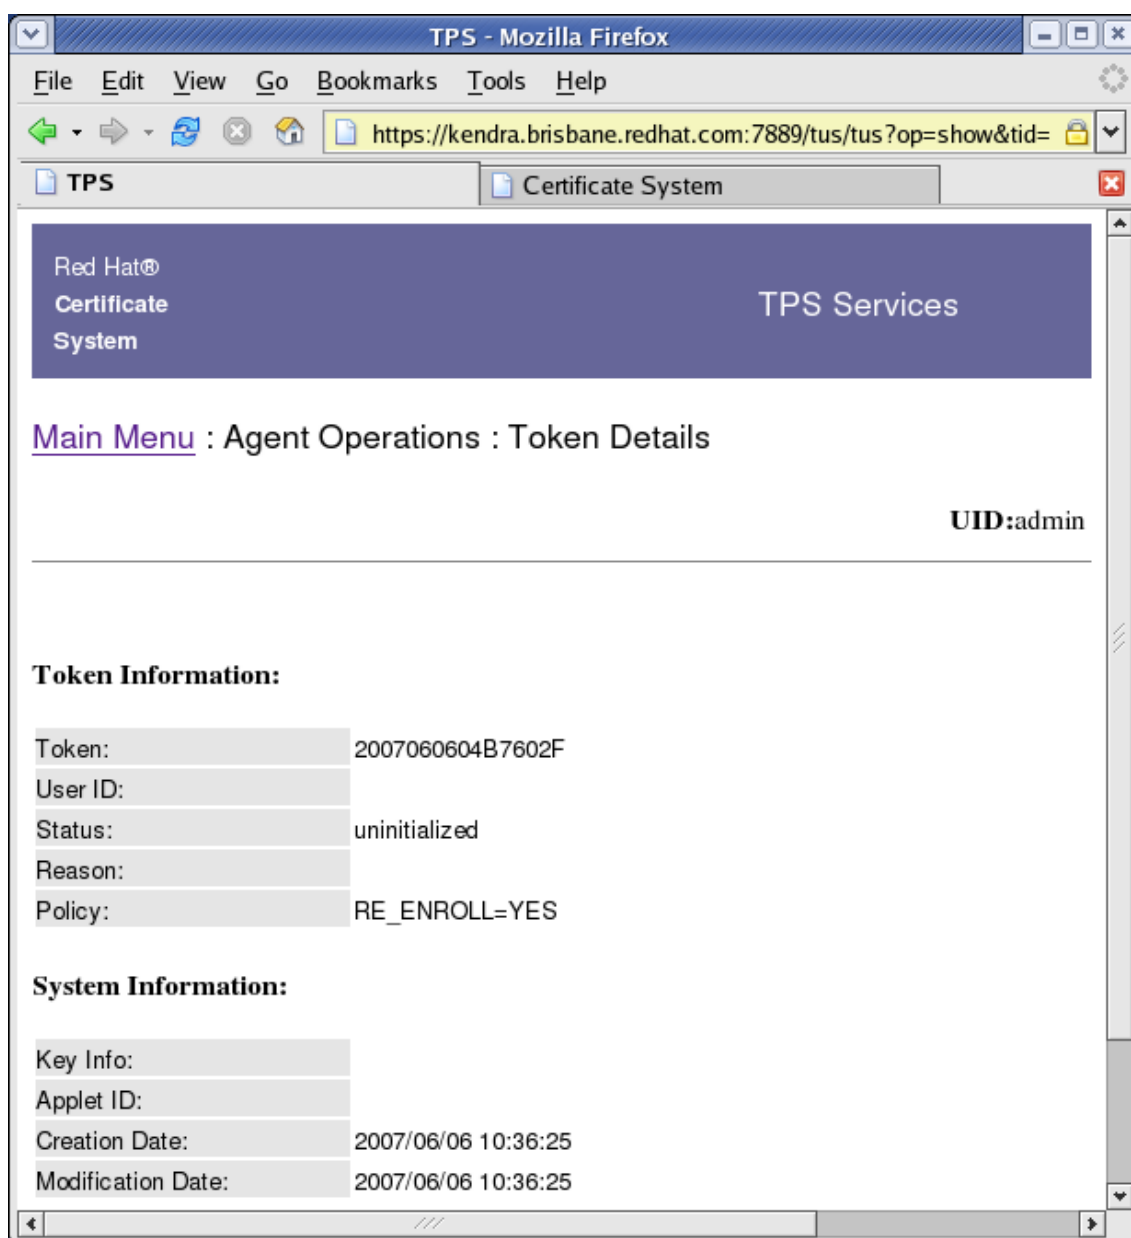 TPS - Mozilla Firefox
File Edit View Go Bookmarks Tools Help
https://kendra.brisbane.redhat.com:7889/tus/tus?op=show&tid=
TPS Certificate System
Red Hat®
Certificate
System
TPS Services
Main Menu : Agent Operations : Token Details
UID:admin
Token Information:
Token: 2007060604B7602F
User ID:
Status: uninitialized
Reason:
Policy: RE_ENROLL=YES
System Information:
Key Info:
Applet ID:
Creation Date: 2007/06/06 10:36:25
Modification Date: 2007/06/06 10:36:25